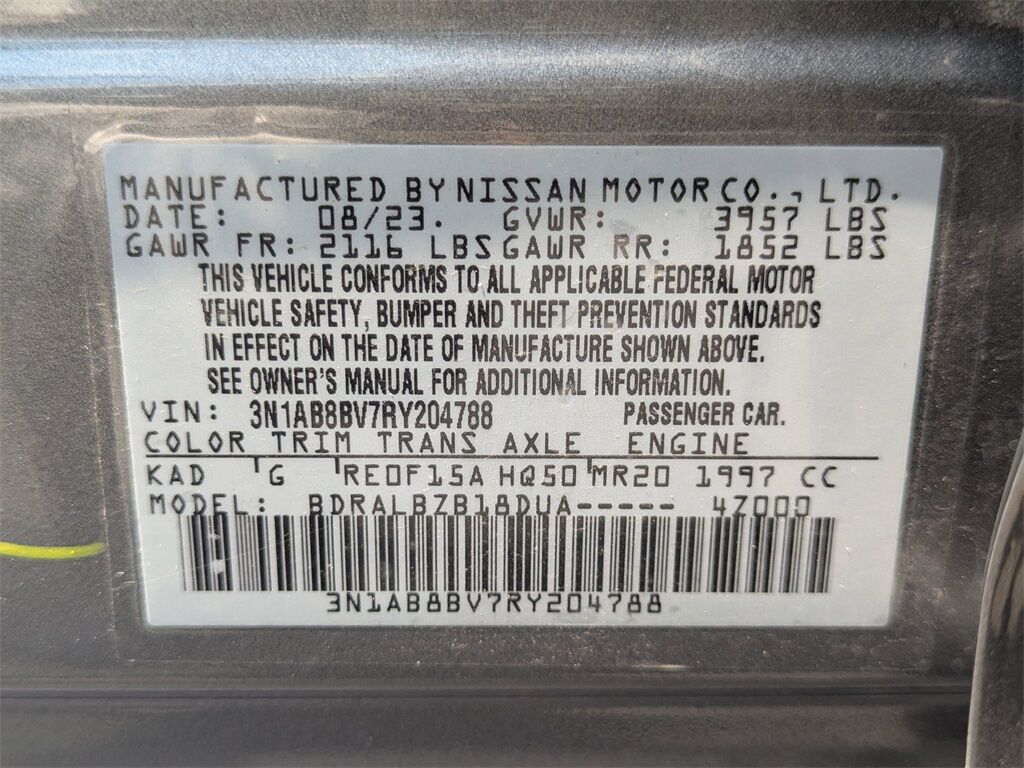 MANUFACTURED BY NISSAN MOTOR CO., LTD.
DATE: 08/23. GVWR: 3957 LBS
GAWR FR: 2116 LBS GAWR RR: 1852 LBS
THIS VEHICLE CONFORMS TO ALL APPLICABLE FEDERAL MOTOR
VEHICLE SAFETY, BUMPER AND THEFT PREVENTION STANDARDS
IN EFFECT ON THE DATE OF MANUFACTURE SHOWN ABOVE.
SEE OWNER'S MANUAL FOR ADDITIONAL INFORMATION.
VIN: 3N1AB8BV7RY204788 PASSENGER CAR.
COLOR TRIM TRANS AXLE ENGINE
KAD G RE0F15A HQ50 MR20 1997 CC
MODEL: BDRALBZB18DUA----- 4Z000
3N1AB8BV7RY204788